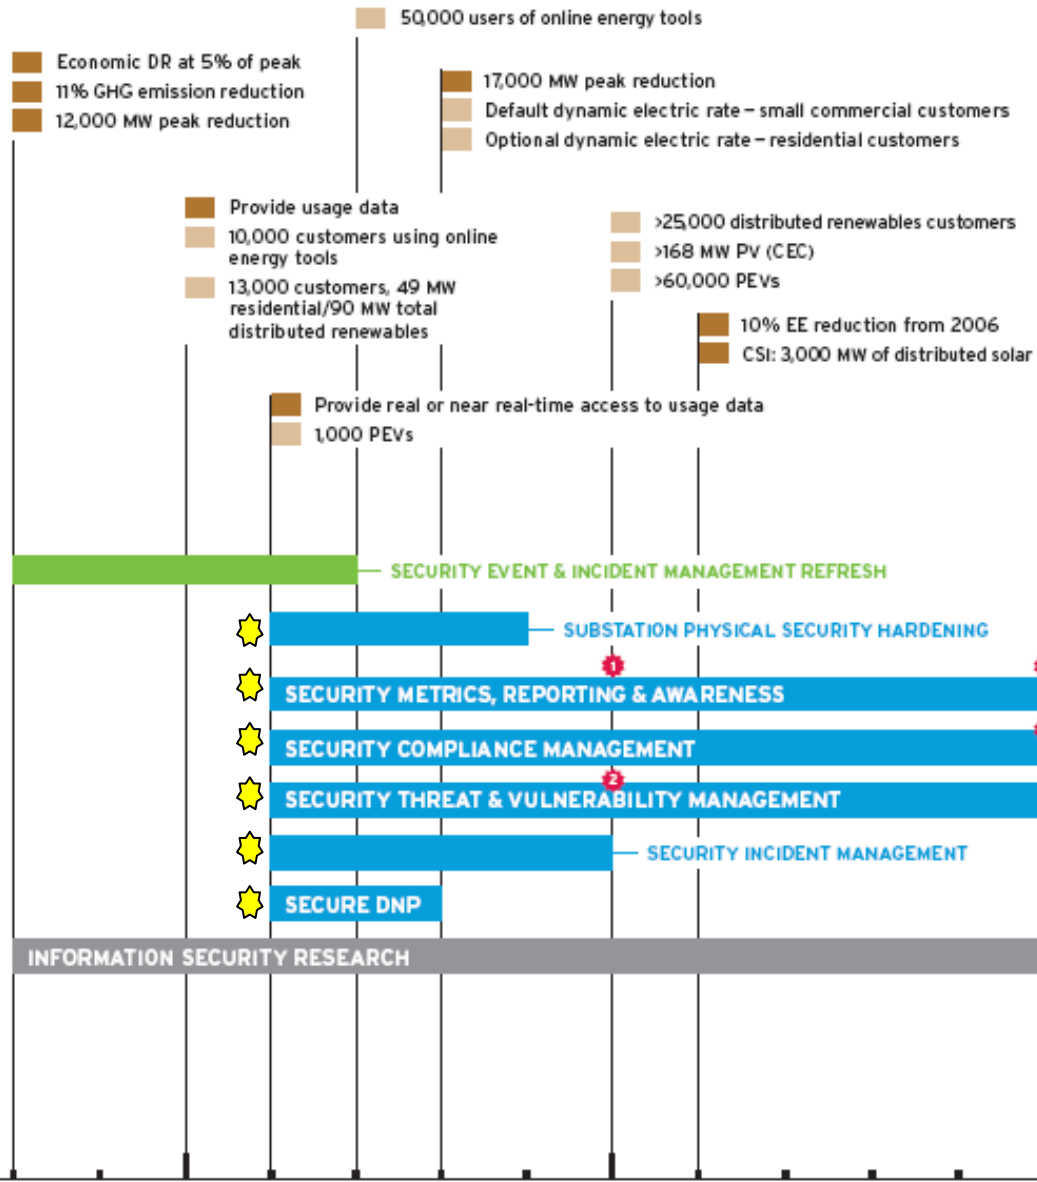 50,000 users of online energy tools
Economic DR at 5% of peak
11% GHG emission reduction
12,000 MW peak reduction
17,000 MW peak reduction
Default dynamic electric rate – small commercial customers
Optional dynamic electric rate – residential customers
Provide usage data
10,000 customers using online
energy tools
13,000 customers, 49 MW
residential/90 MW total
distributed renewables
>25,000 distributed renewables customers
>168 MW PV (CEC)
>60,000 PEVs
10% EE reduction from 2006
CSI: 3,000 MW of distributed solar
Provide real or near real-time access to usage data
1,000 PEVs
SECURITY EVENT & INCIDENT MANAGEMENT REFRESH
SUBSTATION PHYSICAL SECURITY HARDENING
1
SECURITY METRICS, REPORTING & AWARENESS
SECURITY COMPLIANCE MANAGEMENT
2
SECURITY THREAT & VULNERABILITY MANAGEMENT
SECURITY INCIDENT MANAGEMENT
SECURE DNP
INFORMATION SECURITY RESEARCH